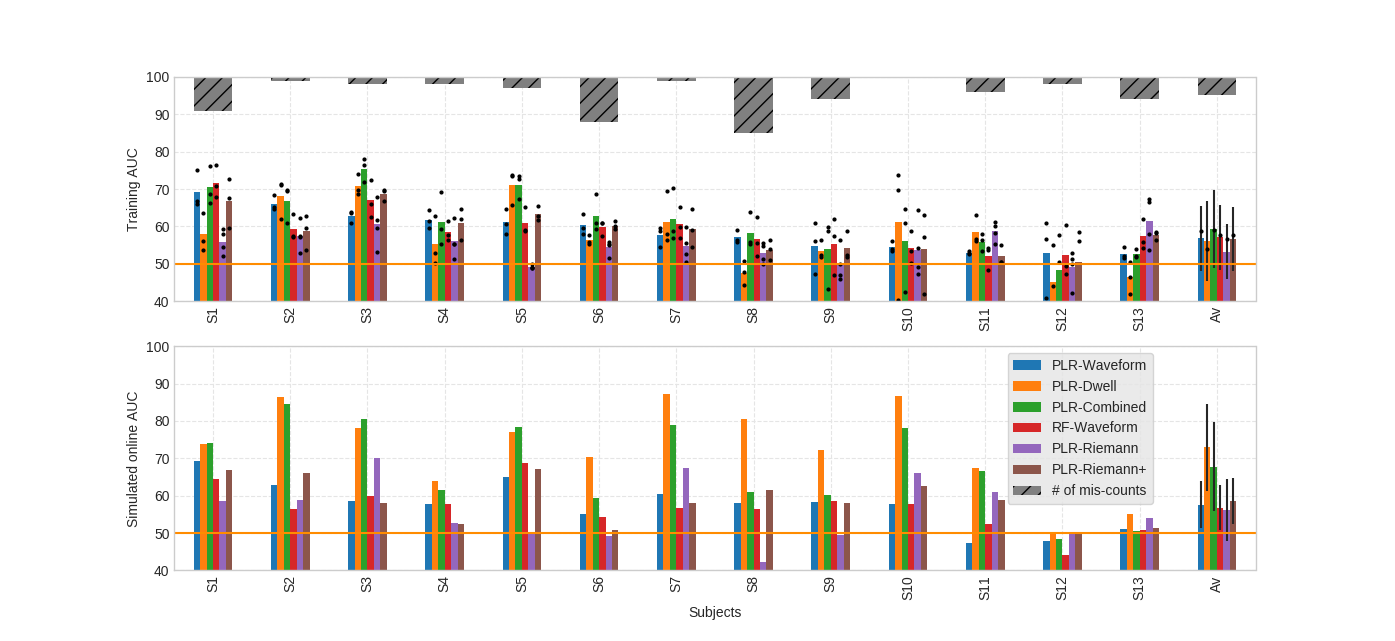 100
90
80
70
60
50
40
Training AUC
S1 S2 S3 S4 S5 S6 S7 S8 S9 S10 S11 S12 S13 Av
100
90
80
70
60
50
40
Simulated online AUC
PLR-Waveform
PLR-Dwell
PLR-Combined
RF-Waveform
PLR-Riemann
PLR-Riemann+
# of mis-counts
S1 S2 S3 S4 S5 S6 S7 S8 S9 S10 S11 S12 S13 Av
Subjects